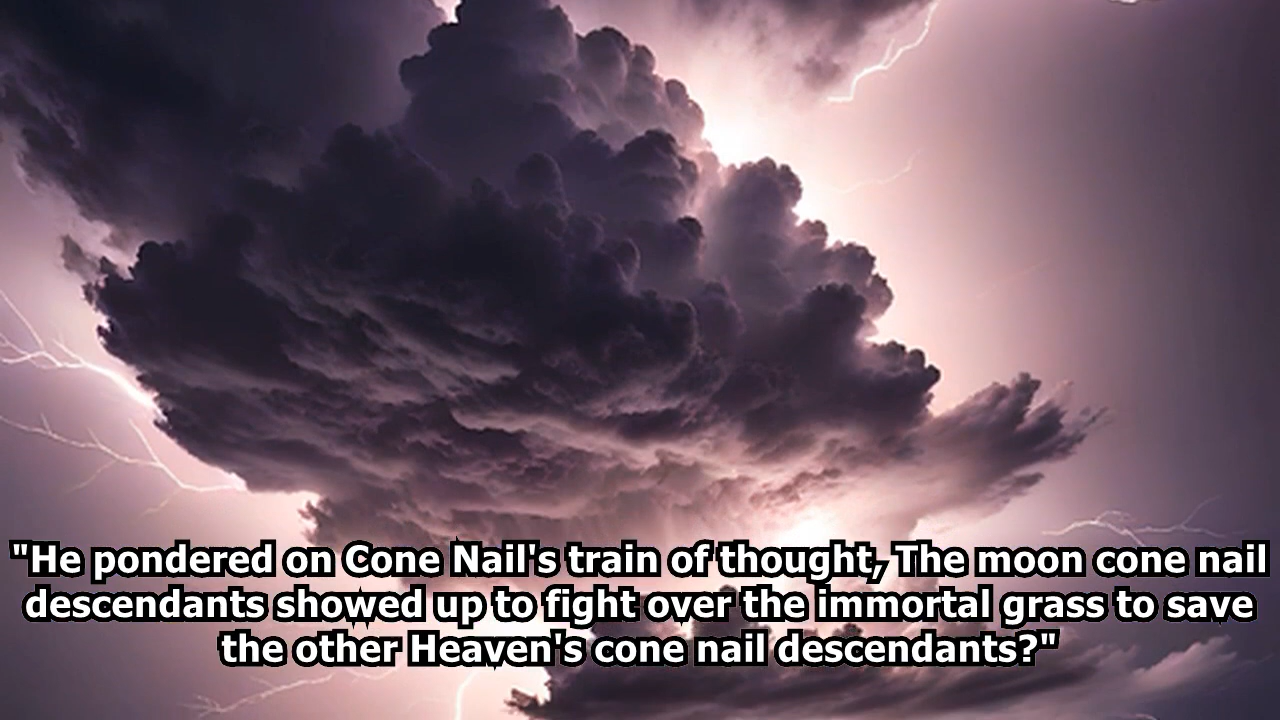 "He pondered on Cone Nail's train of thought, The moon cone nail
descendants showed up to fight over the immortal grass to save
the other Heaven's cone nail descendants?"